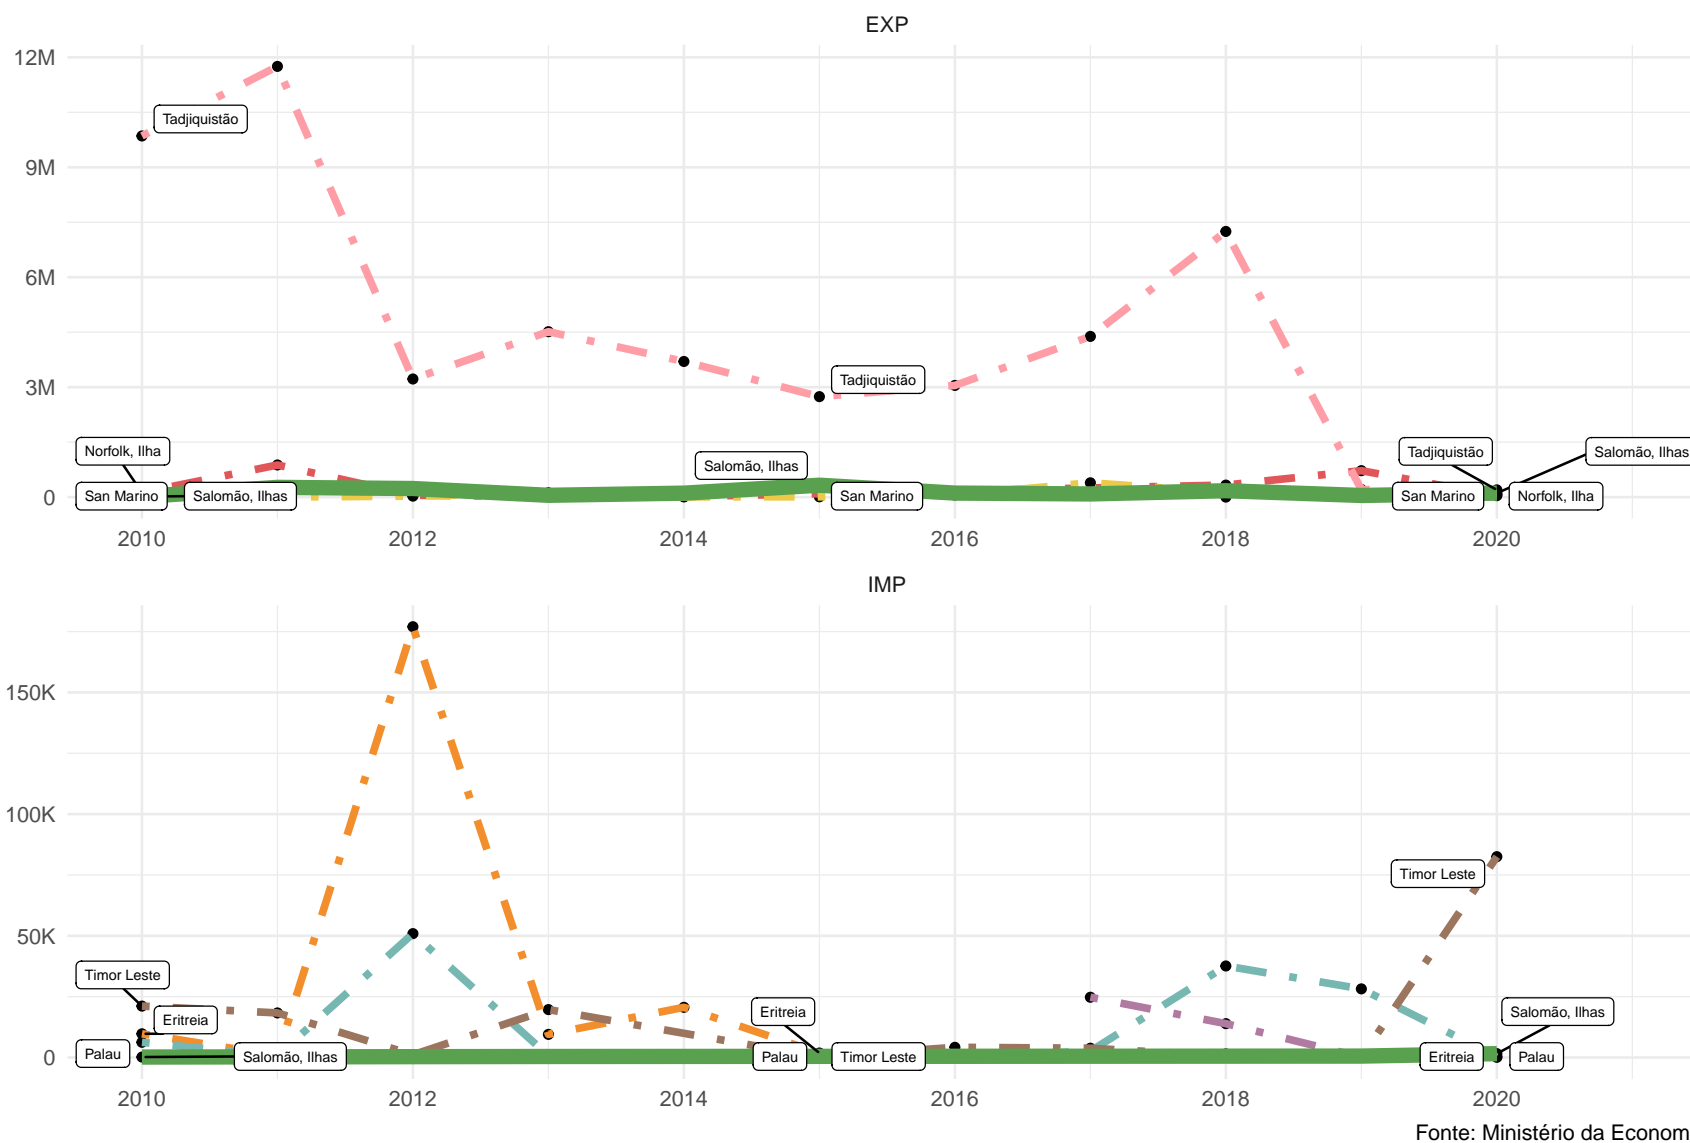 EXP
12M
9M
6M
3M
0
Tadjiquistão
Tadjiquistão
Norfolk, Ilha
San Marino
Salomão, Ilhas
Salomão, Ilhas
San Marino
Tadjiquistão
Salomão, Ilhas
San Marino
Norfolk, Ilha
2010 2012 2014 2016 2018 2020
IMP
150K
100K
50K
0
Timor Leste
Timor Leste
Eritreia
Palau
Salomão, Ilhas
Eritreia
Palau
Timor Leste
Salomão, Ilhas
Eritreia
Palau
2010 2012 2014 2016 2018 2020
Fonte: Ministério da Econom